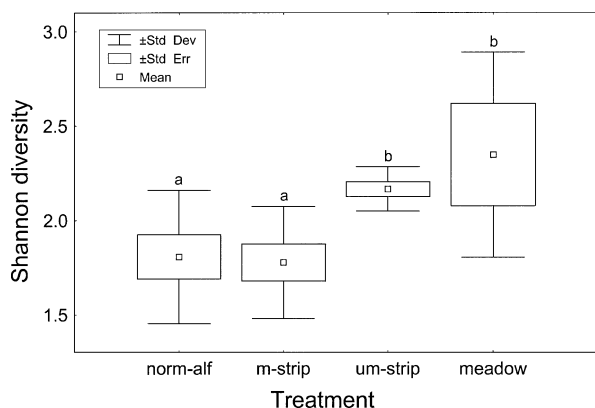 3.0
2.5
2.0
1.5
Shannon diversity
±Std Dev
±Std Err
Mean
a
a
b
b
norm-alf
m-strip
um-strip
meadow
Treatment